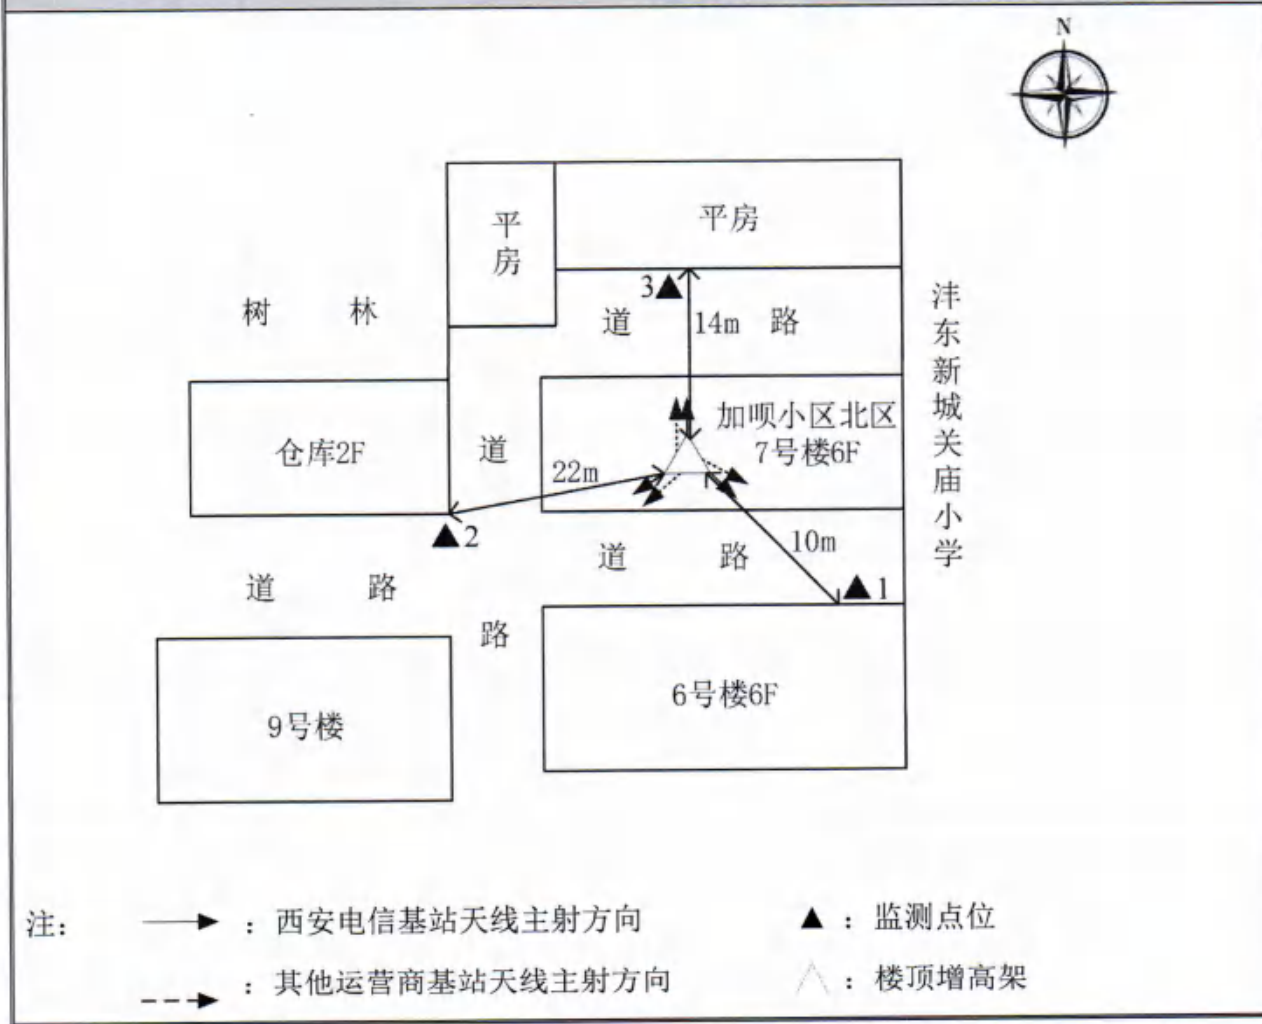 N
平房
平房
树林
3
道路
14m
沣东新城关庙小学
加呗小区北区
7号楼6F
仓库2F
道路
22m
2
道路
10m
1
道路
6号楼6F
9号楼
注：
：西安电信基站天线主射方向
：监测点位
：其他运营商基站天线主射方向
：楼顶增高架